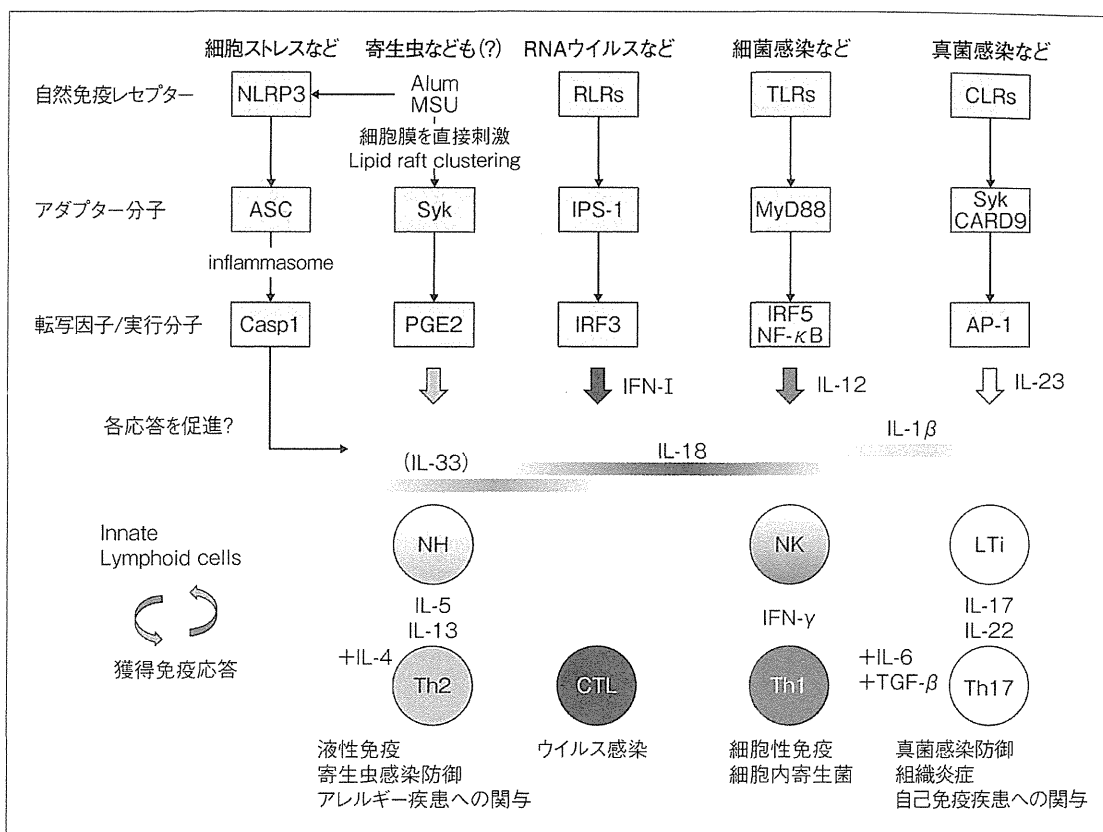 細胞ストレスなど 寄生虫なども(?) RNAウイルスなど 細菌感染など 真菌感染など
自然免疫レセプター NLRP3 Alum RLRs TLRs CLRs
MSU
細胞膜を直接刺激
Lipid raft clustering
アダプター分子 ASC Syk IPS-1 MyD88 Syk
CARD9
inflammasome
転写因子/実行分子 Casp1 PGE2 IRF3 IRF5 AP-1
NF-κB
IFN-I IL-12 IL-23
各応答を促進?
IL-1β
(IL-33) IL-18
Innate
Lymphoid cells
NH NK LTi
IL-5 IFN-γ IL-17
IL-13 IL-22
獲得免疫応答
+IL-4 Th2 CTL Th1 +IL-6
+TGF-β Th17
液性免疫 ウイルス感染 細胞性免疫 真菌感染防御
寄生虫感染防御 細胞内寄生菌 組織炎症
アレルギー疾患への関与 自己免疫疾患への関与